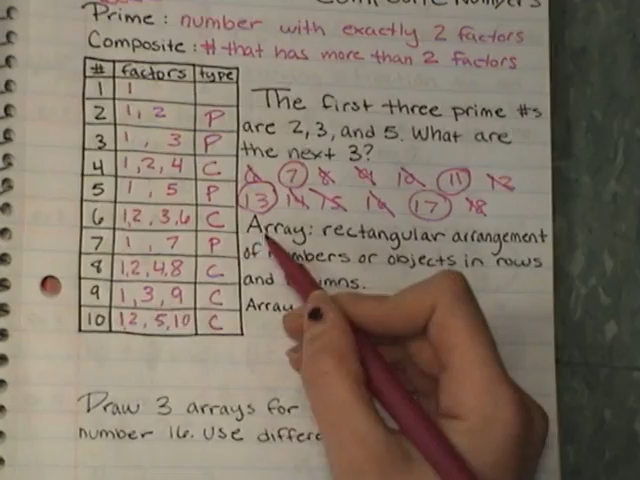 Prime: number with exactly 2 factors
Composite: # that has more than 2 factors
# factors type
1 1
2 1, 2 P
3 1, 3 P
4 1, 2, 4 C
5 1, 5 P
6 1,2,3,6 C
7 1, 7 P
8 1,2,4,8 C
9 1,3,9 C
10 1,2,5,10 C
The first three prime #s
are 2, 3, and 5. What are
the next 3?
7 8 10 11 12
13 14 15 16 17 18
Array: rectangular arrangement
of numbers or objects in rows
and
Array
Draw 3 arrays for
number 16. Use